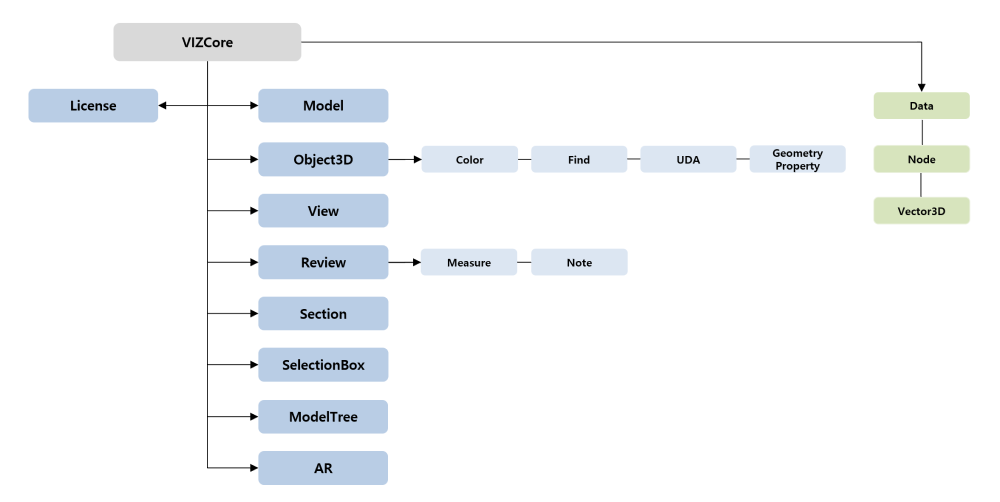 VIZCore
License
Model
Data
Object3D
Color
Find
UDA
Geometry
Property
Node
View
Vector3D
Review
Measure
Note
Section
SelectionBox
ModelTree
AR